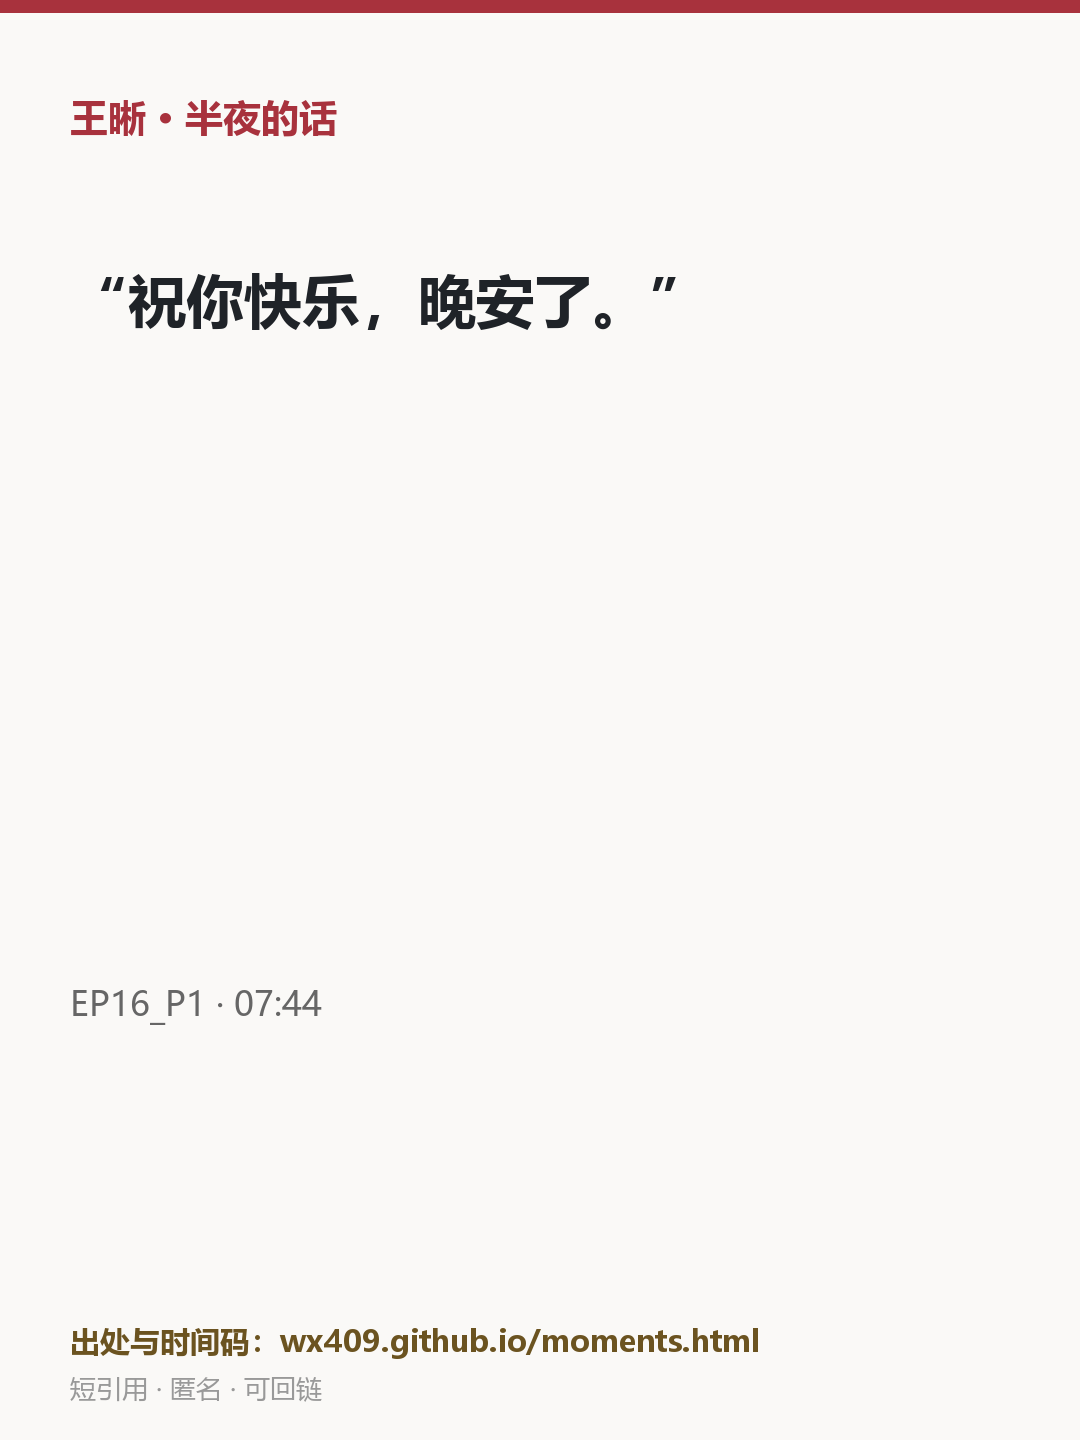 王晰·半夜的话
“祝你快乐，晚安了。”
EP16_P1 · 07:44
出处与时间码：wx409.github.io/moments.html
短引用 · 匿名 · 可回链